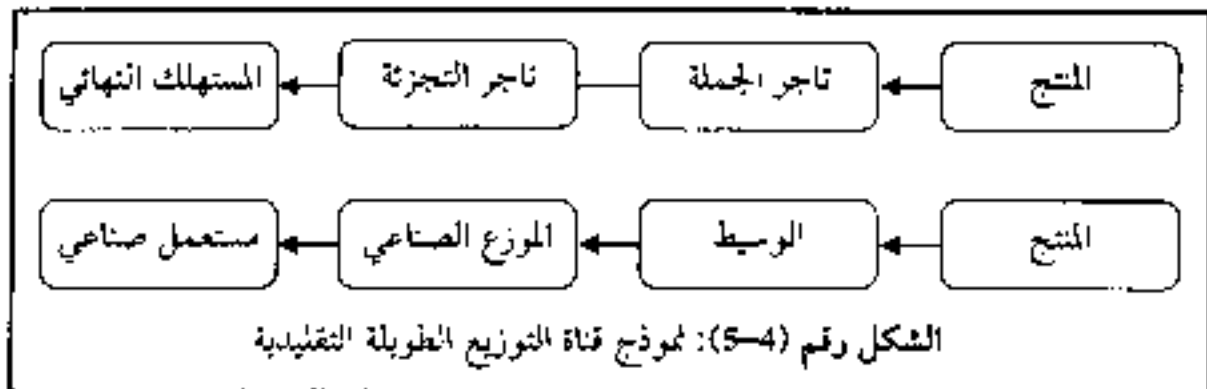 المنتج تاجر الجملة تاجر التجزئة المستهلك النهائي
المنتج الوسيط الموزع الصناعي مستعمل صناعي
الشكل رقم (4-5): نموذج قناة التوزيع الطويلة التقليدية